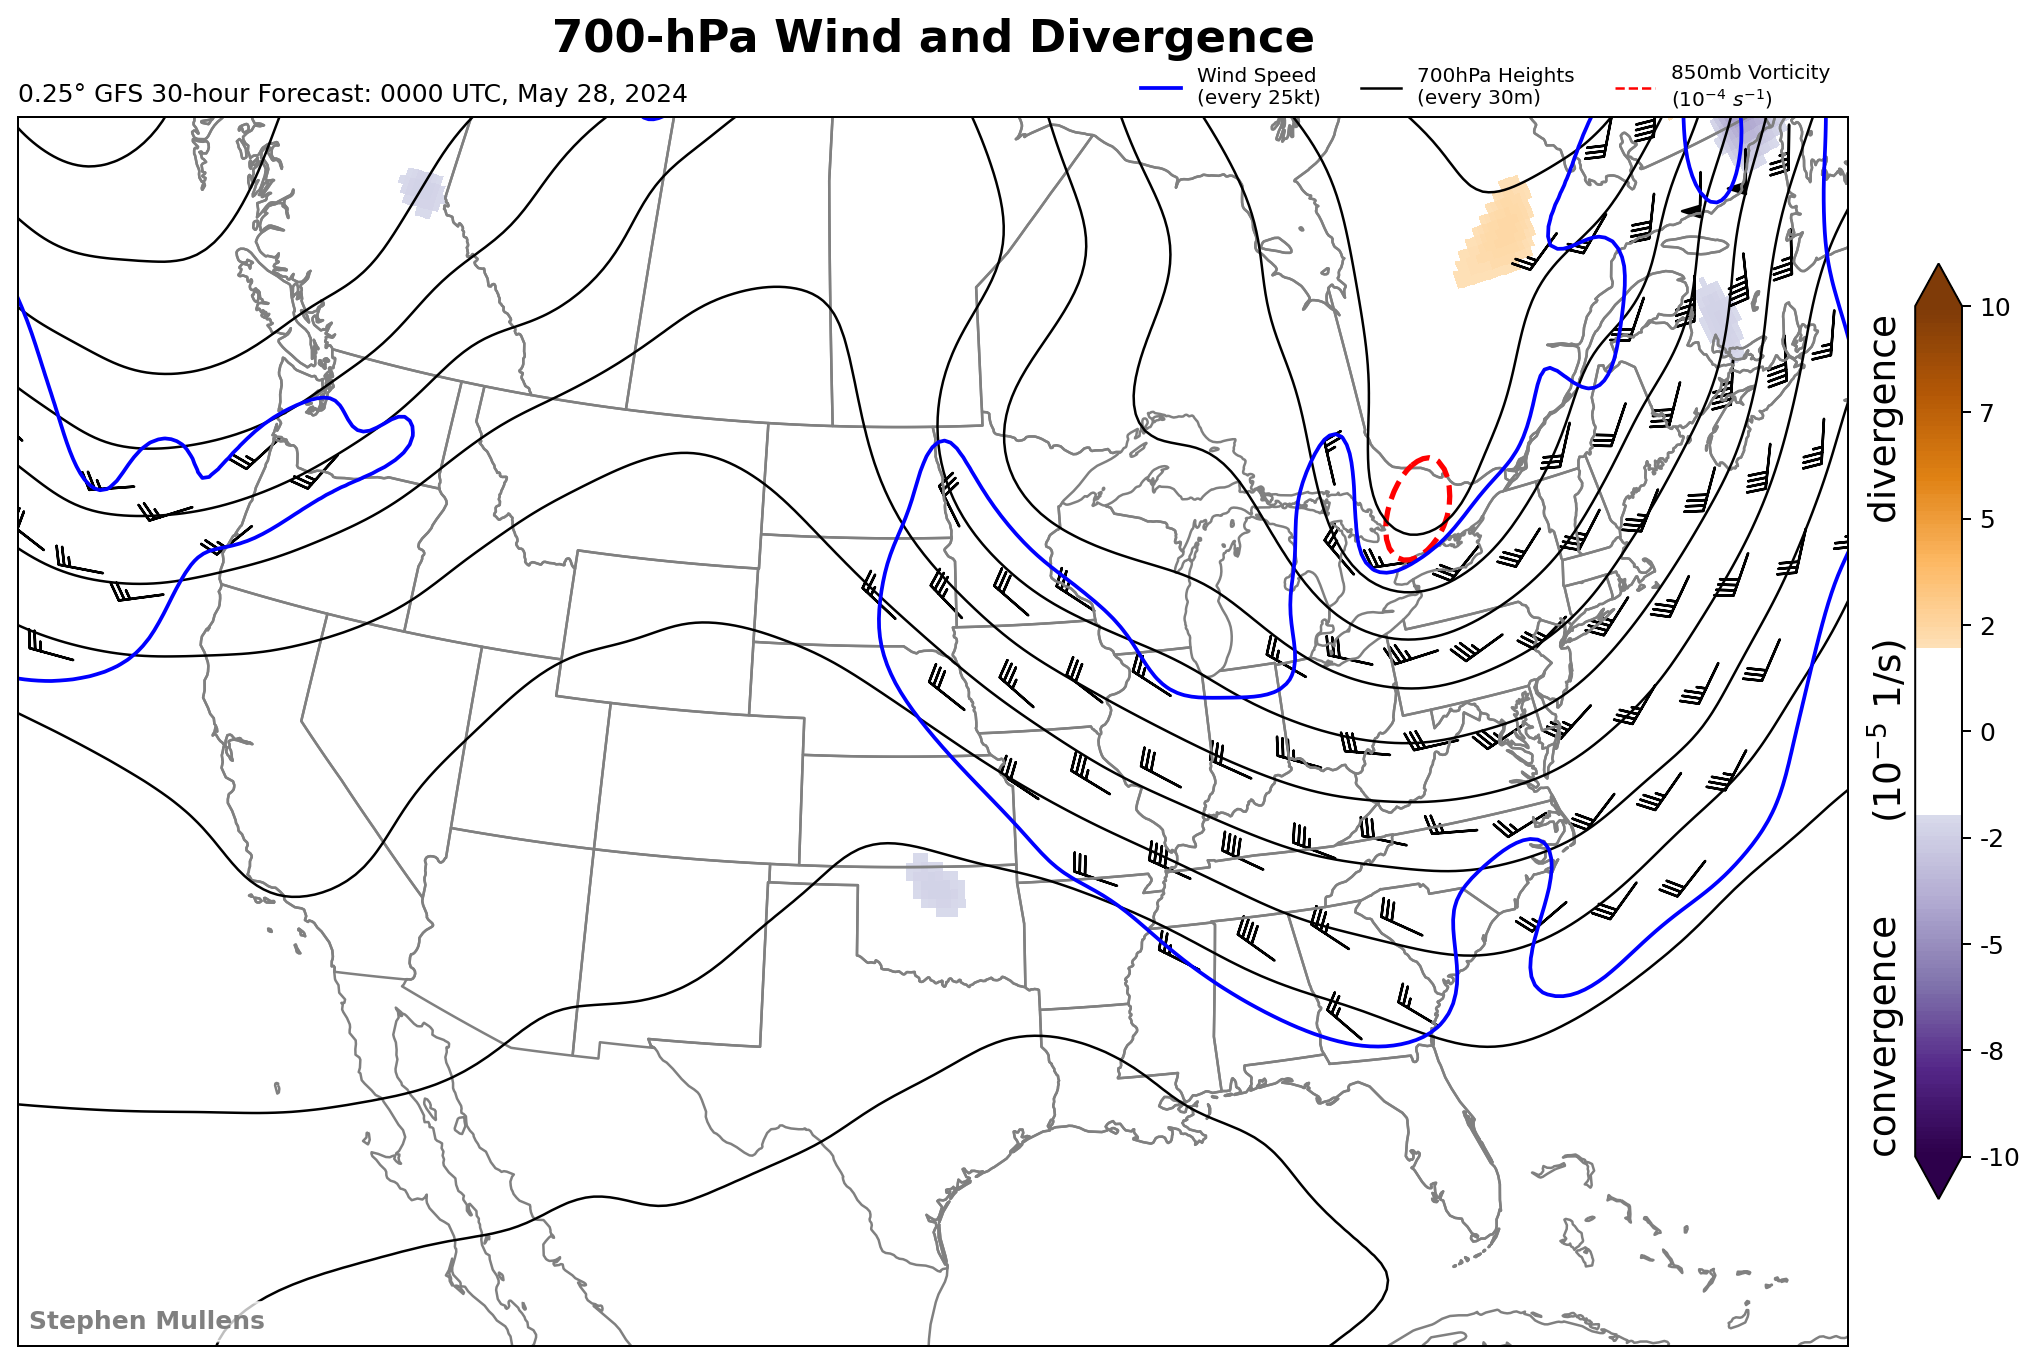 700-hPa Wind and Divergence
0.25° GFS 30-hour Forecast: 0000 UTC, May 28, 2024
Wind Speed
(every 25kt)
700hPa Heights
(every 30m)
850mb Vorticity
(10⁻⁴ s⁻¹)
10
7
5
2
0
-2
-5
-8
-10
convergence (10⁻⁵ 1/s) divergence
Stephen Mullens